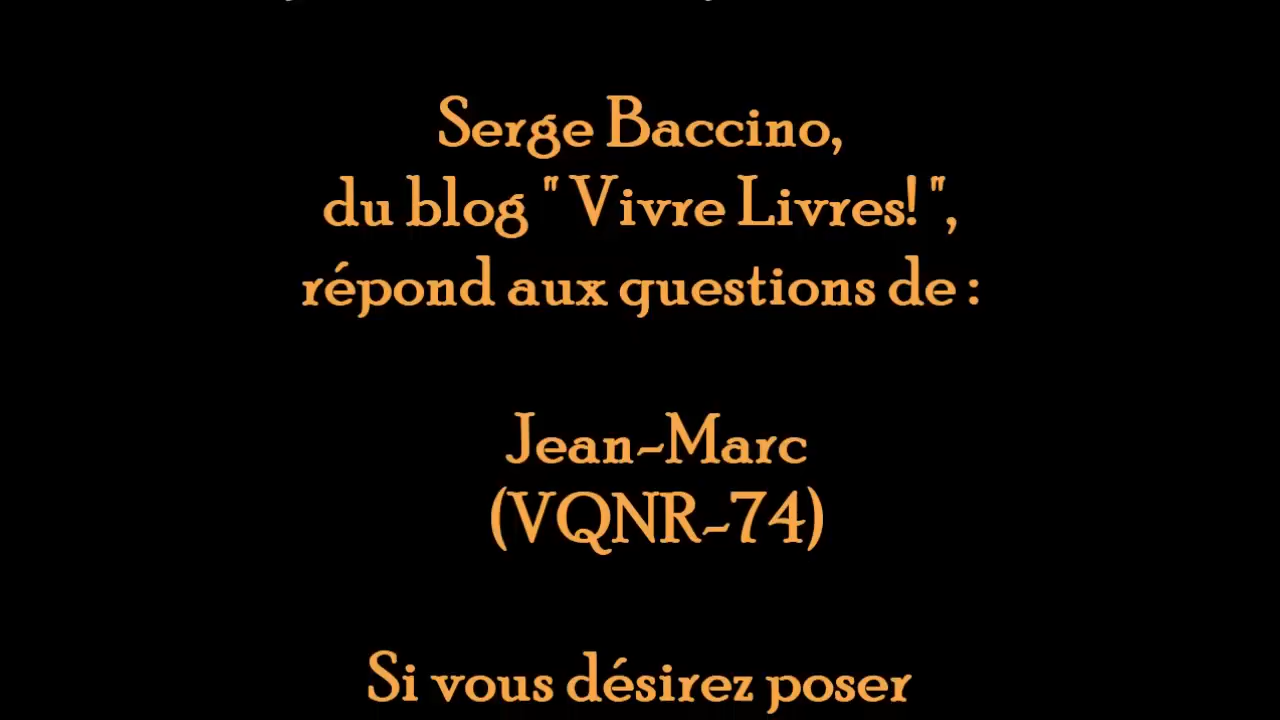 Serge Baccino,
du blog " Vivre Livres! ",
répond aux questions de :
Jean-Marc
(VQNR-74)
Si vous désirez poser